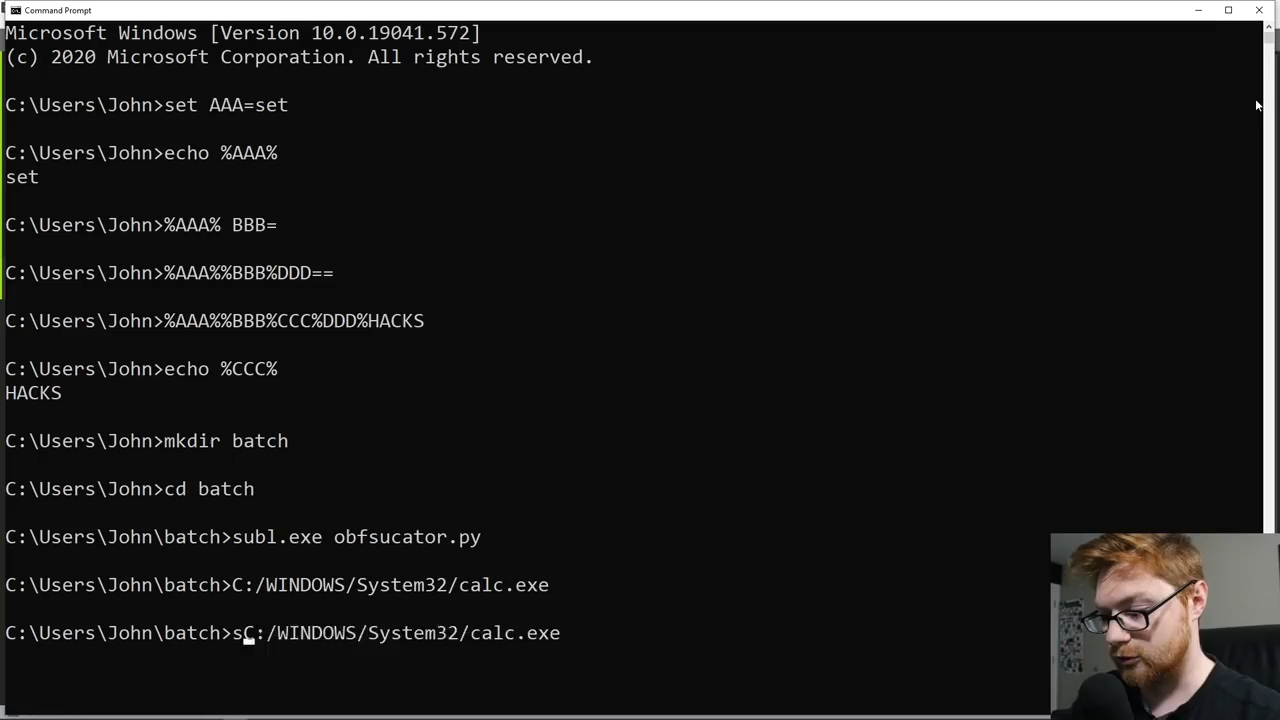 Command Prompt
Microsoft Windows [Version 10.0.19041.572]
(c) 2020 Microsoft Corporation. All rights reserved.
C:\Users\John>set AAA=set
C:\Users\John>echo %AAA%
set
C:\Users\John>%AAA% BBB=
C:\Users\John>%AAA%%BBB%DDD==
C:\Users\John>%AAA%%BBB%CCC%DDD%HACKS
C:\Users\John>echo %CCC%
HACKS
C:\Users\John>mkdir batch
C:\Users\John>cd batch
C:\Users\John\batch>subl.exe obfsucator.py
C:\Users\John\batch>C:/WINDOWS/System32/calc.exe
C:\Users\John\batch>sC:/WINDOWS/System32/calc.exe